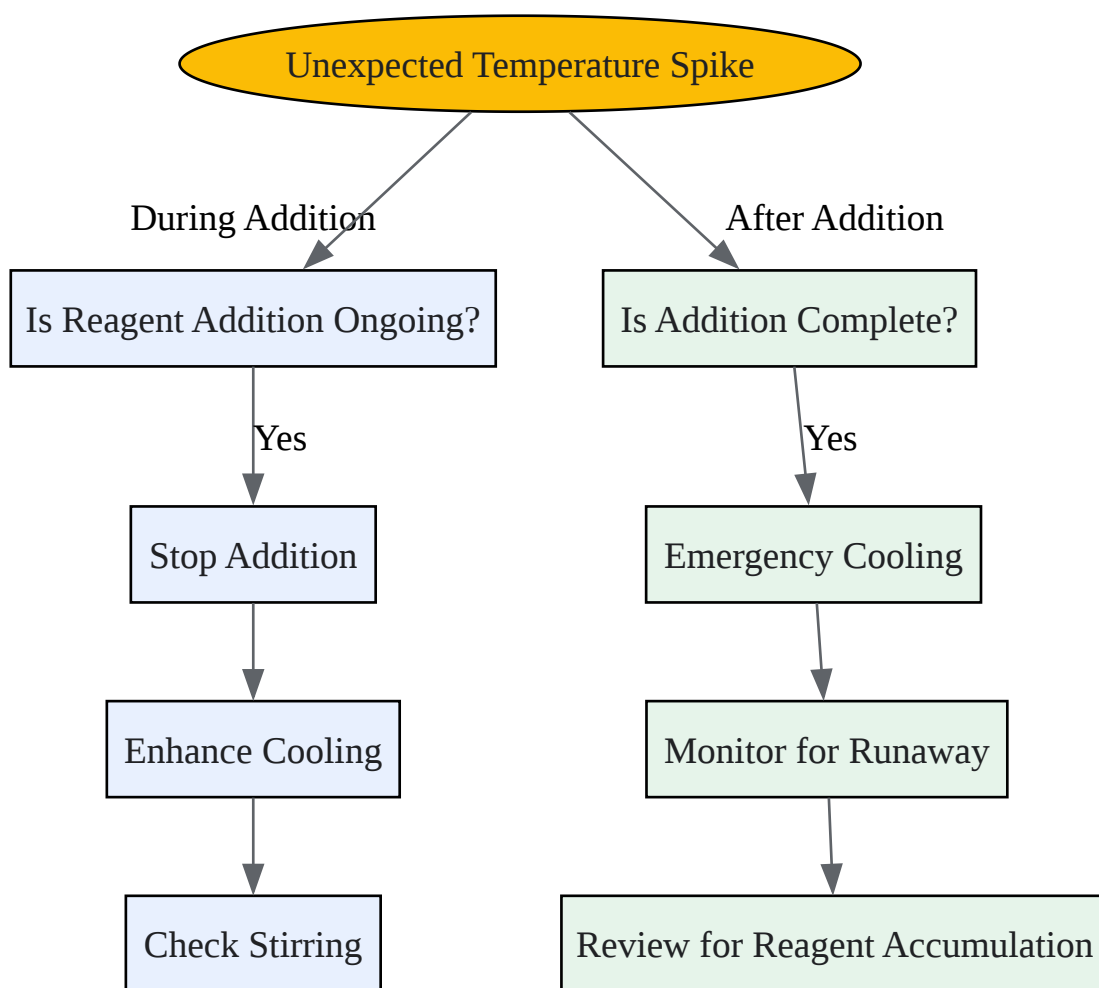 Unexpected Temperature Spike
During Addition
After Addition
Is Reagent Addition Ongoing?
Is Addition Complete?
Yes
Yes
Stop Addition
Emergency Cooling
Enhance Cooling
Monitor for Runaway
Check Stirring
Review for Reagent Accumulation